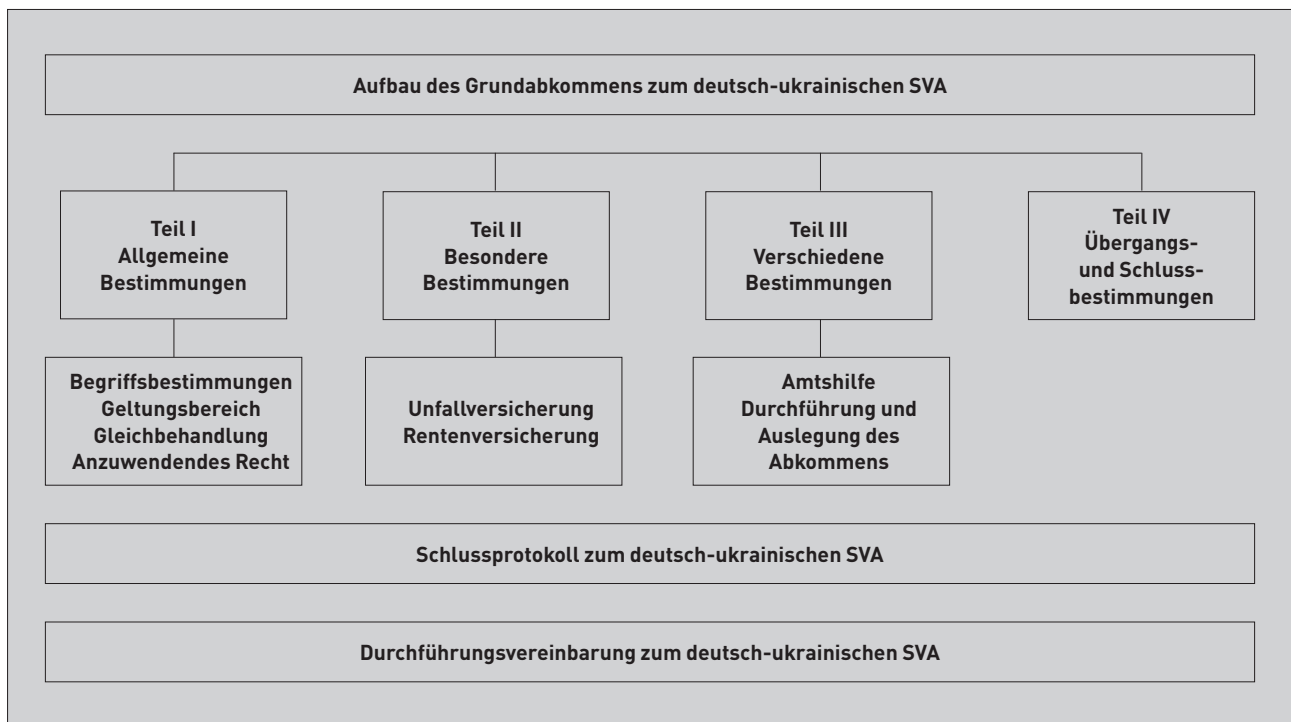 Aufbau des Grundabkommens zum deutsch-ukrainischen SVA
Teil I
Allgemeine
Bestimmungen
Teil II
Besondere
Bestimmungen
Teil III
Verschiedene
Bestimmungen
Teil IV
Übergangs-
und Schluss-
bestimmungen
Begriffsbestimmungen
Geltungsbereich
Gleichbehandlung
Anzuwendendes Recht
Unfallversicherung
Rentenversicherung
Amtshilfe
Durchführung und
Auslegung des
Abkommens
Schlussprotokoll zum deutsch-ukrainischen SVA
Durchführungsvereinbarung zum deutsch-ukrainischen SVA